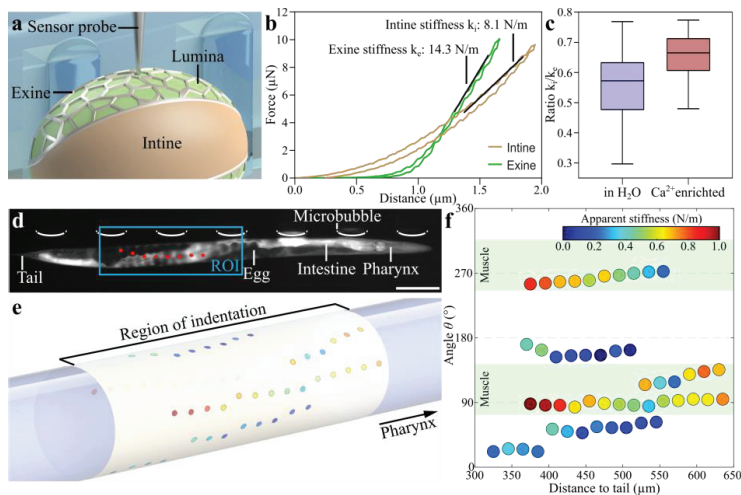 a
Sensor probe
Lumina
Exine
Intine
b
Force (µN)
12
10
8
6
4
2
0
Intine stiffness kᵢ: 8.1 N/m
Exine stiffness kₑ: 14.3 N/m
Intine
Exine
0.0
0.5
1.0
1.5
2.0
Distance (µm)
c
Ratio kᵢ/kₑ
0.8
0.7
0.6
0.5
0.4
0.3
in H₂O
Ca²⁺enrichted
d
Microbubble
Tail
ROI
Egg
Intestine
Pharynx
e
Region of indentation
Pharynx
f
Apparent stiffness (N/m)
0.0 0.2 0.4 0.6 0.8 1.0
Angle θ (°)
360
270
180
90
0
Muscle
Muscle
300 350 400 450 500 550 600 650
Distance to tail (µm)